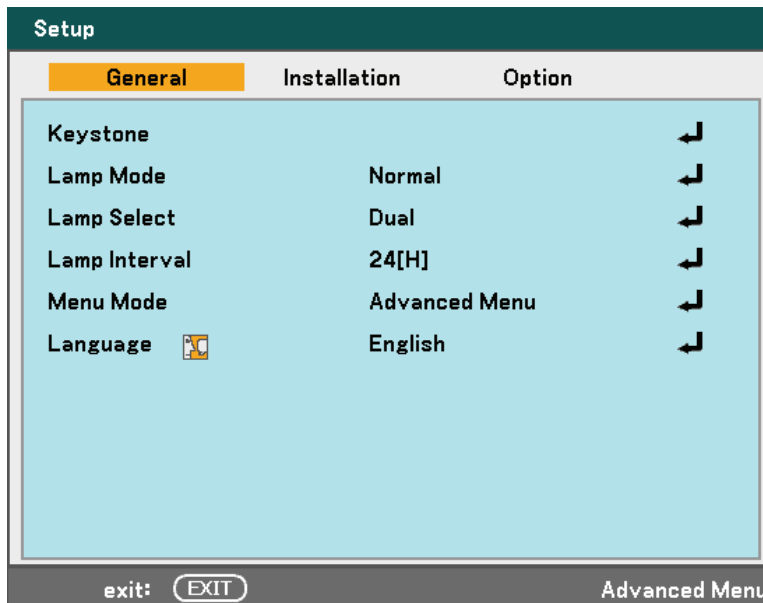 Setup
General Installation Option
Keystone
Lamp Mode Normal
Lamp Select Dual
Lamp Interval 24[H]
Menu Mode Advanced Menu
Language English
exit: EXIT Advanced Menu